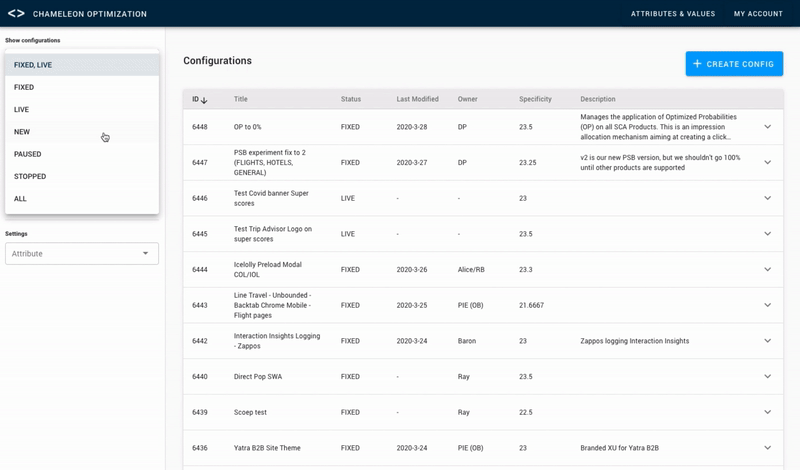 <> CHAMELEON OPTIMIZATION
ATTRIBUTES & VALUES
MY ACCOUNT
Show configurations
FIXED, LIVE
FIXED
LIVE
NEW
PAUSED
STOPPED
ALL
Settings
Attribute
Configurations
+ CREATE CONFIG
ID Title Status Last Modified Owner Specificity Description
6448 OP to 0% FIXED 2020-3-28 DP 23.5
Manages the application of Optimized Probabilities
(OP) on all SCA Products. This is an impression
allocation mechanism aiming at creating a click...
6447
PSB experiment fix to 2
(FLIGHTS, HOTELS,
GENERAL)
FIXED 2020-3-27 DP 23.25
v2 is our new PSB version, but we shouldn't go 100%
until other products are supported
6446
Test Covid banner Super
scores
LIVE - - 23
6445
Test Trip Advisor Logo on
super scores
LIVE - - 23.5
6444
Icelolly Preload Modal
COL/IOL
FIXED 2020-3-26 Alice/RB 23.3
6443
Line Travel - Unbounded -
Backtab Chrome Mobile -
Flight pages
FIXED 2020-3-25 PIE (OB) 21.6667
6442
Interaction Insights Logging
- Zappos
FIXED 2020-3-24 Baron 23 Zappos logging Interaction Insights
6440 Direct Pop SWA FIXED - Ray 23.5
6439 Scoep test FIXED - Ray 22.5
6436 Yatra B2B Site Theme FIXED 2020-3-24 PIE (OB) 23 Branded XU for Yatra B2B